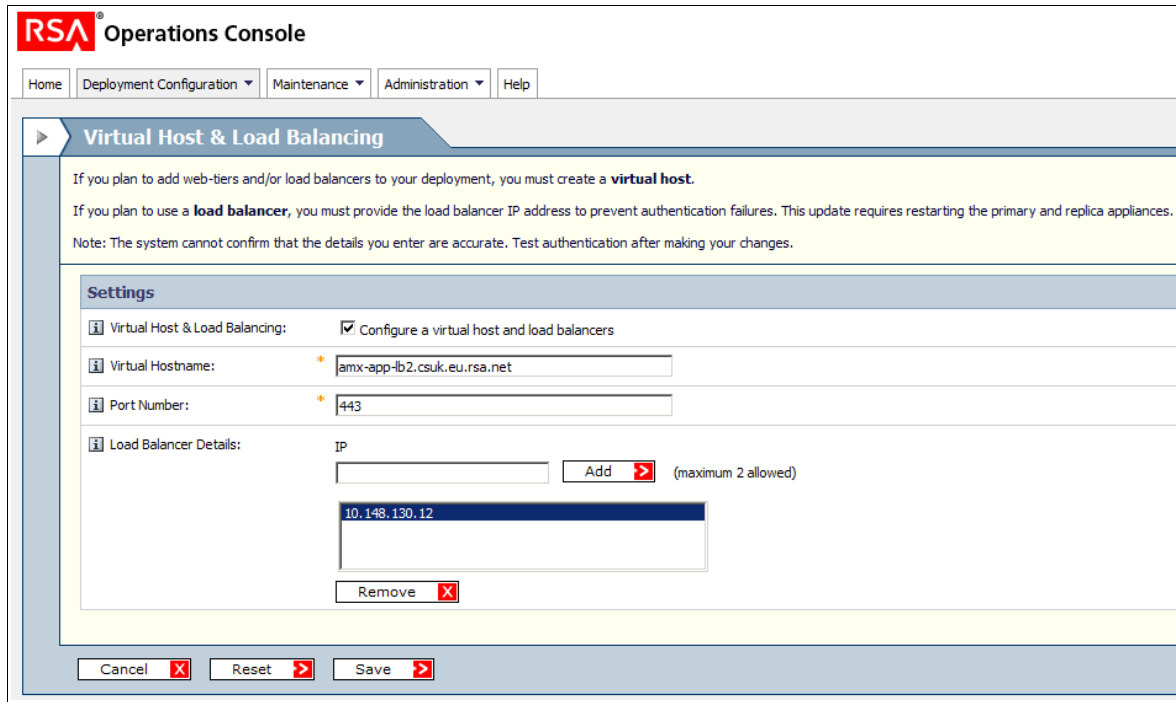 RSA® Operations Console
Home Deployment Configuration Maintenance Administration Help
Virtual Host & Load Balancing
If you plan to add web-tiers and/or load balancers to your deployment, you must create a virtual host.
If you plan to use a load balancer, you must provide the load balancer IP address to prevent authentication failures. This update requires restarting the primary and replica appliances.
Note: The system cannot confirm that the details you enter are accurate. Test authentication after making your changes.
Settings
Virtual Host & Load Balancing: Configure a virtual host and load balancers
Virtual Hostname: * amx-app-lb2.csuk.eu.rsa.net
Port Number: * 443
Load Balancer Details: IP
Add (maximum 2 allowed)
10.148.130.12
Remove X
Cancel X Reset Save